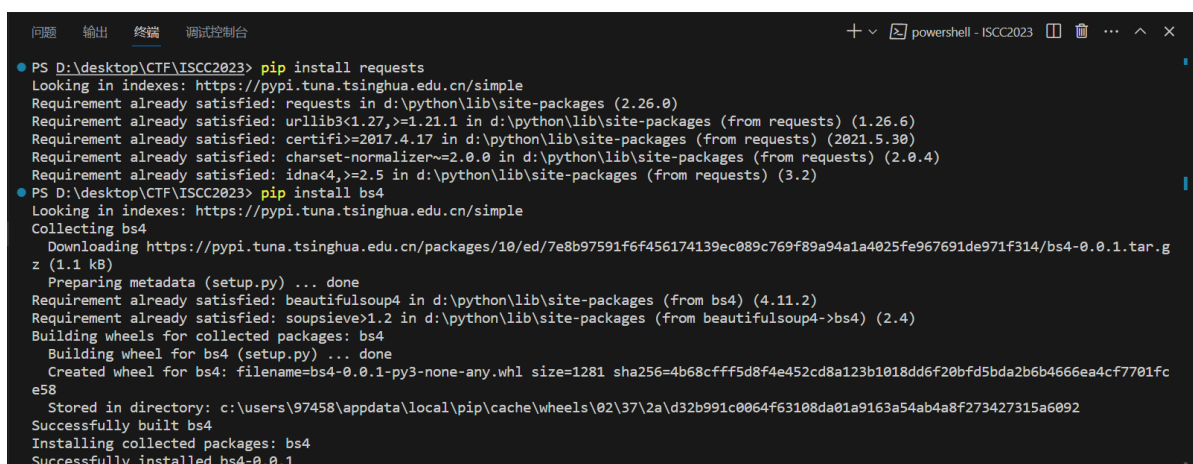 问题 输出 终端 调试控制台 powershell - ISCC2023
PS D:\desktop\CTF\ISCC2023> pip install requests
Looking in indexes: https://pypi.tuna.tsinghua.edu.cn/simple
Requirement already satisfied: requests in d:\python\lib\site-packages (2.26.0)
Requirement already satisfied: urllib3<1.27,>=1.21.1 in d:\python\lib\site-packages (from requests) (1.26.6)
Requirement already satisfied: certifi>=2017.4.17 in d:\python\lib\site-packages (from requests) (2021.5.30)
Requirement already satisfied: charset-normalizer~=2.0.0 in d:\python\lib\site-packages (from requests) (2.0.4)
Requirement already satisfied: idna<4,>=2.5 in d:\python\lib\site-packages (from requests) (3.2)
PS D:\desktop\CTF\ISCC2023> pip install bs4
Looking in indexes: https://pypi.tuna.tsinghua.edu.cn/simple
Collecting bs4
  Downloading https://pypi.tuna.tsinghua.edu.cn/packages/10/ed/7e8b97591f6f456174139ec089c769f89a94a1a4025fe967691de971f314/bs4-0.0.1.tar.g
z (1.1 kB)
  Preparing metadata (setup.py) ... done
Requirement already satisfied: beautifulsoup4 in d:\python\lib\site-packages (from bs4) (4.11.2)
Requirement already satisfied: soupsieve>1.2 in d:\python\lib\site-packages (from beautifulsoup4->bs4) (2.4)
Building wheels for collected packages: bs4
  Building wheel for bs4 (setup.py) ... done
  Created wheel for bs4: filename=bs4-0.0.1-py3-none-any.whl size=1281 sha256=4b68cfff5d8f4e452cd8a123b1018dd6f20bfd5bda2b6b4666ea4cf7701fc
e58
  Stored in directory: c:\users\97458\appdata\local\pip\cache\wheels\02\37\2a\d32b991c0064f63108da01a9163a54ab4a8f273427315a6092
Successfully built bs4
Installing collected packages: bs4
Successfully installed bs4-0.0.1